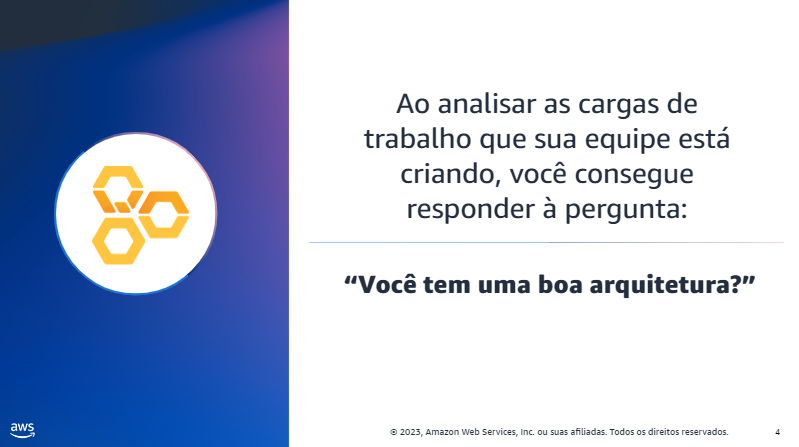 Ao analisar as cargas de
trabalho que sua equipe está
criando, você consegue
responder à pergunta:
“Você tem uma boa arquitetura?”
aws
© 2023, Amazon Web Services, Inc. ou suas afiliadas. Todos os direitos reservados.
4